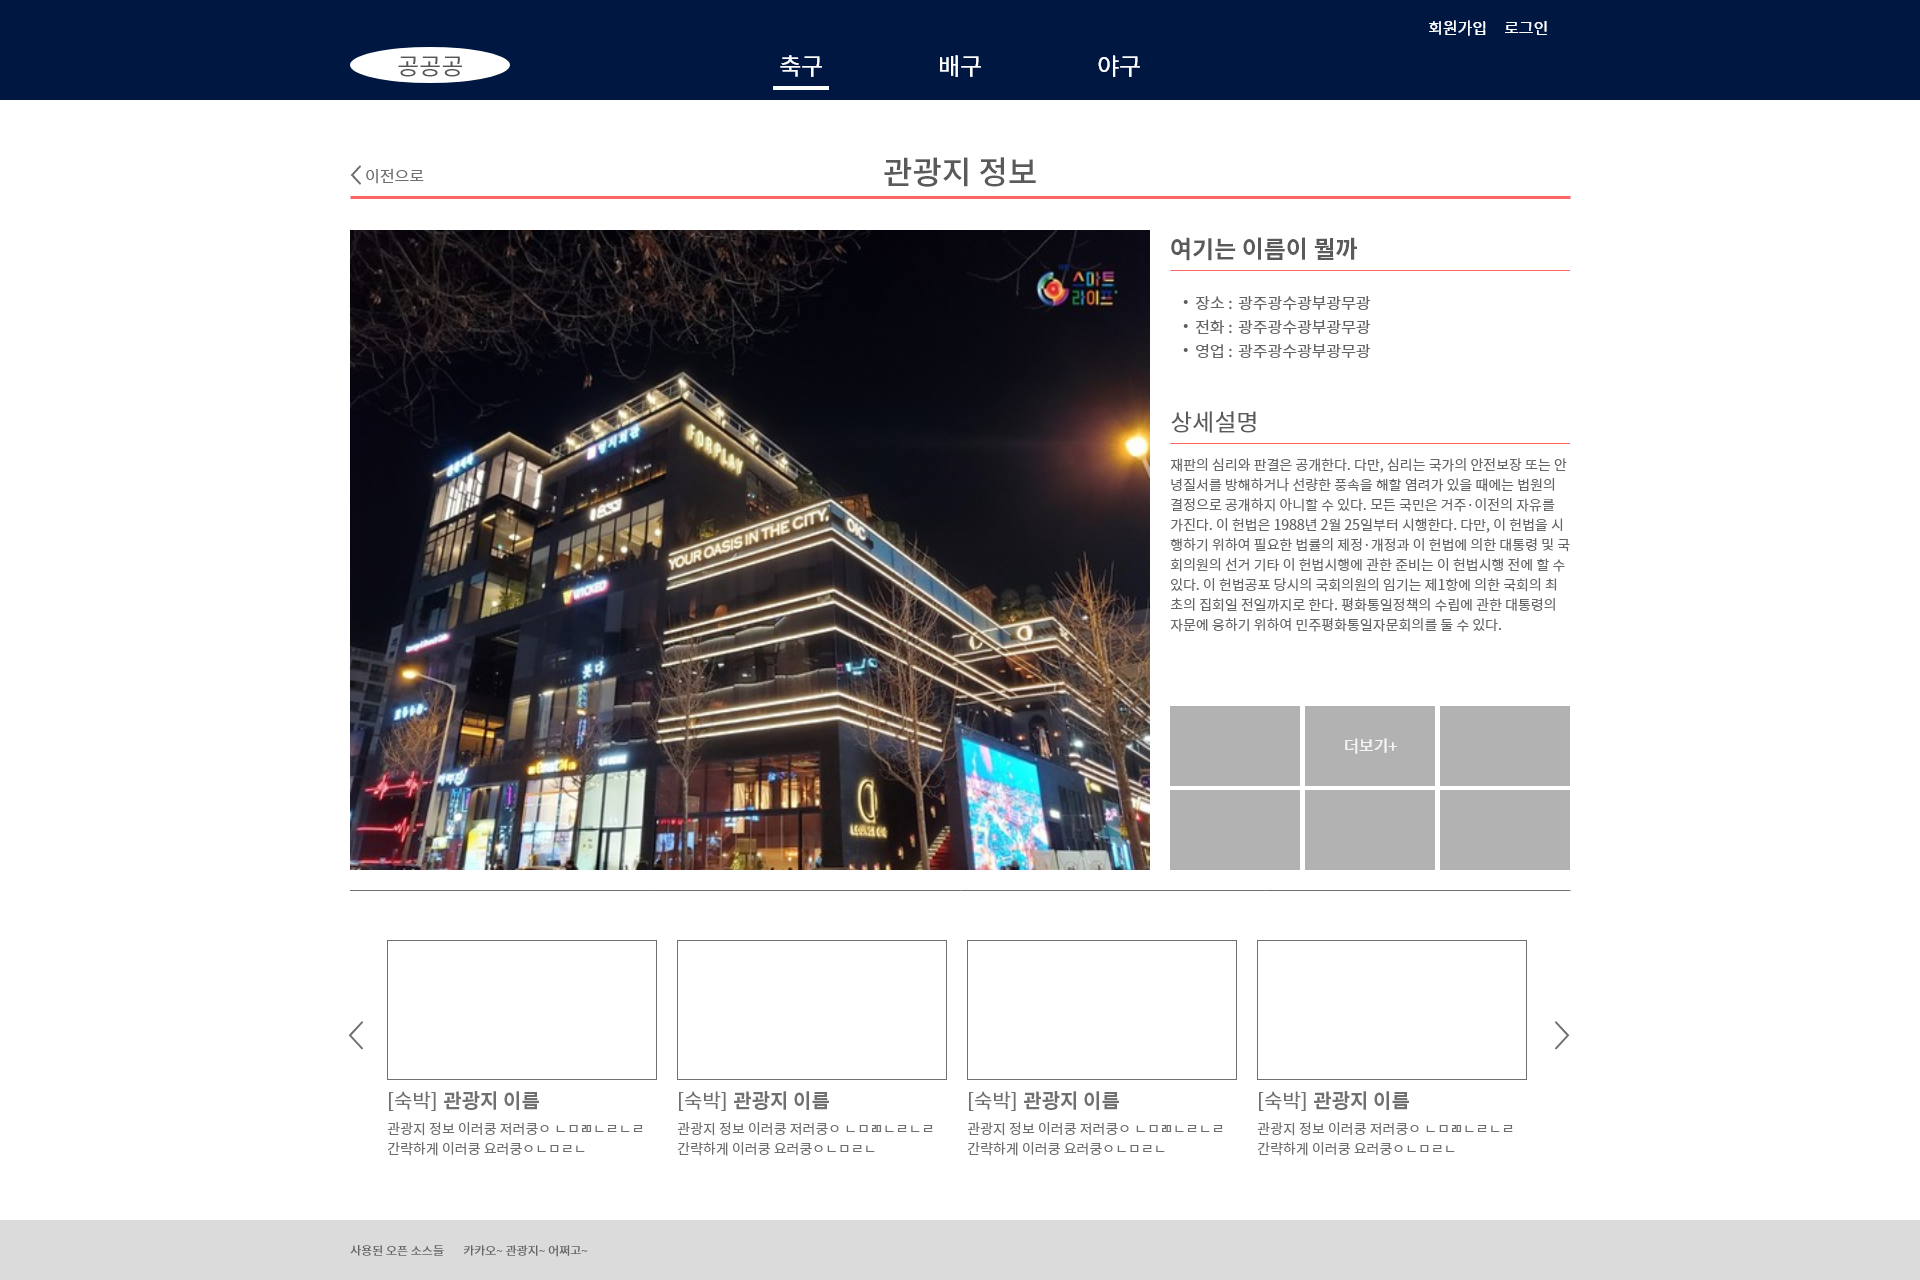 회원가입 로그인
공공공
축구 배구 야구
이전으로
관광지 정보
스마트
라이프
FORPLAY
YOUR OASIS IN THE CITY.
OIC
WICKED
여기는 이름이 뭘까
• 장소 : 광주광수광부광무광
• 전화 : 광주광수광부광무광
• 영업 : 광주광수광부광무광
상세설명
재판의 심리와 판결은 공개한다. 다만, 심리는 국가의 안전보장 또는 안
녕질서를 방해하거나 선량한 풍속을 해할 염려가 있을 때에는 법원의
결정으로 공개하지 아니할 수 있다. 모든 국민은 거주·이전의 자유를
가진다. 이 헌법은 1988년 2월 25일부터 시행한다. 다만, 이 헌법을 시
행하기 위하여 필요한 법률의 제정·개정과 이 헌법에 의한 대통령 및 국
회의원의 선거 기타 이 헌법시행에 관한 준비는 이 헌법시행 전에 할 수
있다. 이 헌법공포 당시의 국회의원의 임기는 제1항에 의한 국회의 최
초의 집회일 전일까지로 한다. 평화통일정책의 수립에 관한 대통령의
자문에 응하기 위하여 민주평화통일자문회의를 둘 수 있다.
더보기+
[숙박] 관광지 이름
관광지 정보 이러쿵 저러쿵ㅇ ㄴㅁㄻㄴㄹㄴㄹ
간략하게 이러쿵 요러쿵ㅇㄴㅁㄹㄴ
[숙박] 관광지 이름
관광지 정보 이러쿵 저러쿵ㅇ ㄴㅁㄻㄴㄹㄴㄹ
간략하게 이러쿵 요러쿵ㅇㄴㅁㄹㄴ
[숙박] 관광지 이름
관광지 정보 이러쿵 저러쿵ㅇ ㄴㅁㄻㄴㄹㄴㄹ
간략하게 이러쿵 요러쿵ㅇㄴㅁㄹㄴ
[숙박] 관광지 이름
관광지 정보 이러쿵 저러쿵ㅇ ㄴㅁㄻㄴㄹㄴㄹ
간략하게 이러쿵 요러쿵ㅇㄴㅁㄹㄴ
사용된 오픈 소스들 카카오~ 관광지~ 어쩌고~